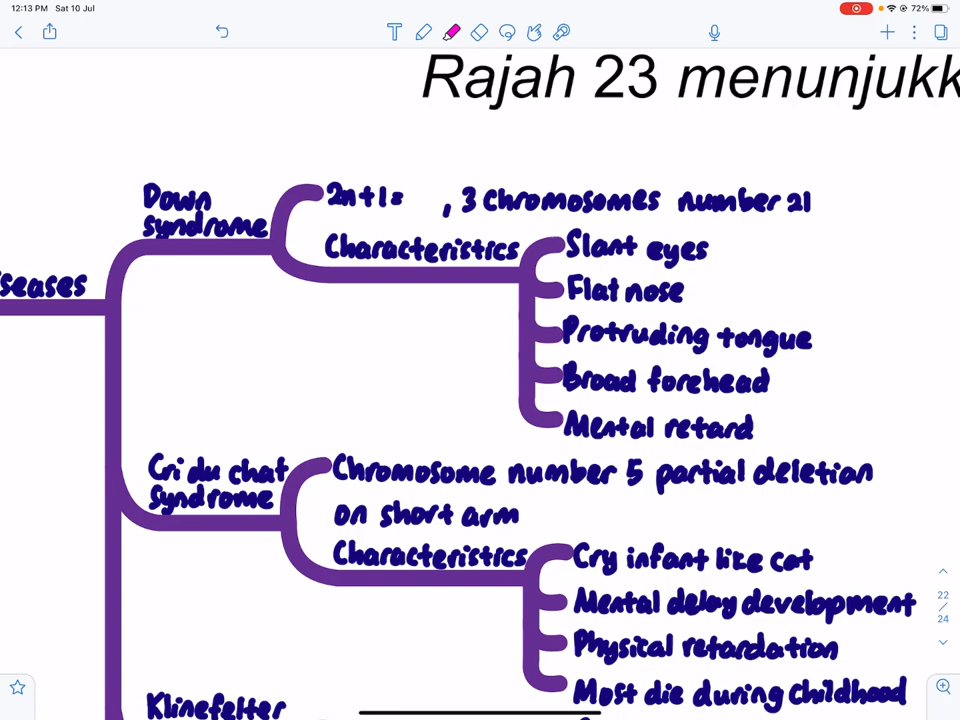 12:13 PM Sat 10 Jul
72%
Rajah 23 menunjukk
Down
syndrome
2n+1= , 3 Chromosomes number 21
Characteristics
Slant eyes
Flat nose
Protruding tongue
Broad forehead
Mental retard
seases
Cri du chat
syndrome
Chromosome number 5 partial deletion
on short arm
Characteristics
Cry infant like cat
Mental delay development
Physical retardation
Most die during childhood
Klinefelter
22
/
24